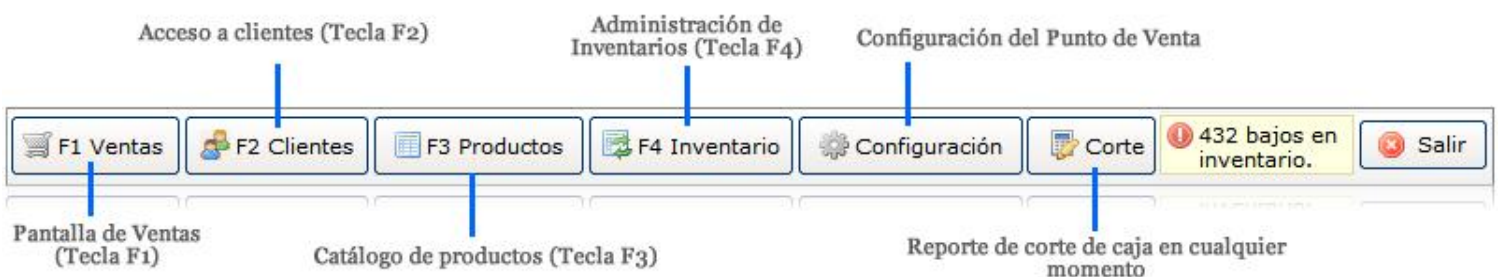 Acceso a clientes (Tecla F2)
Administración de
Inventarios (Tecla F4)
Configuración del Punto de Venta
F1 Ventas
F2 Clientes
F3 Productos
F4 Inventario
Configuración
Corte
432 bajos en
inventario.
Salir
Pantalla de Ventas
(Tecla F1)
Catálogo de productos (Tecla F3)
Reporte de corte de caja en cualquier
momento